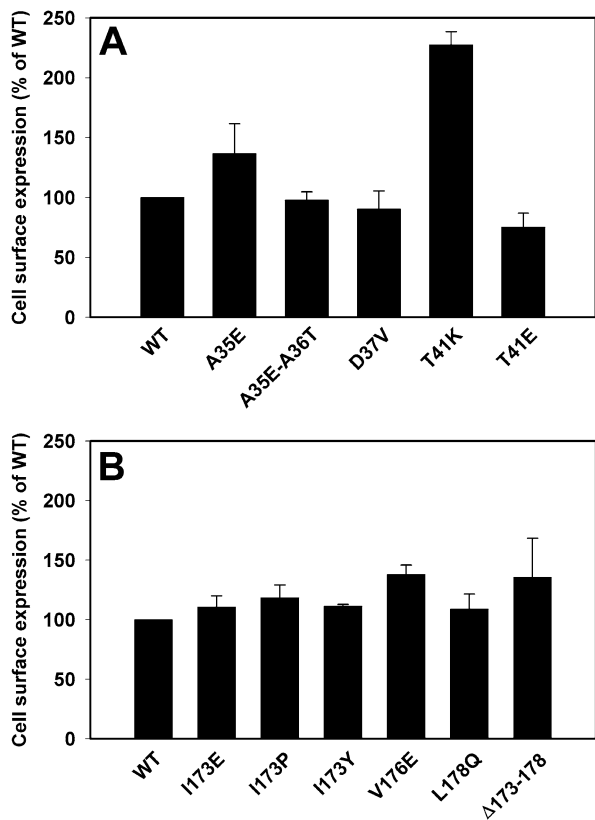 A
Cell surface expression (% of WT)
250
200
150
100
50
0
WT
A35E
A35E-A36T
D37V
T41K
T41E
B
Cell surface expression (% of WT)
250
200
150
100
50
0
WT
I173E
I173P
I173Y
V176E
L178Q
Δ173-178